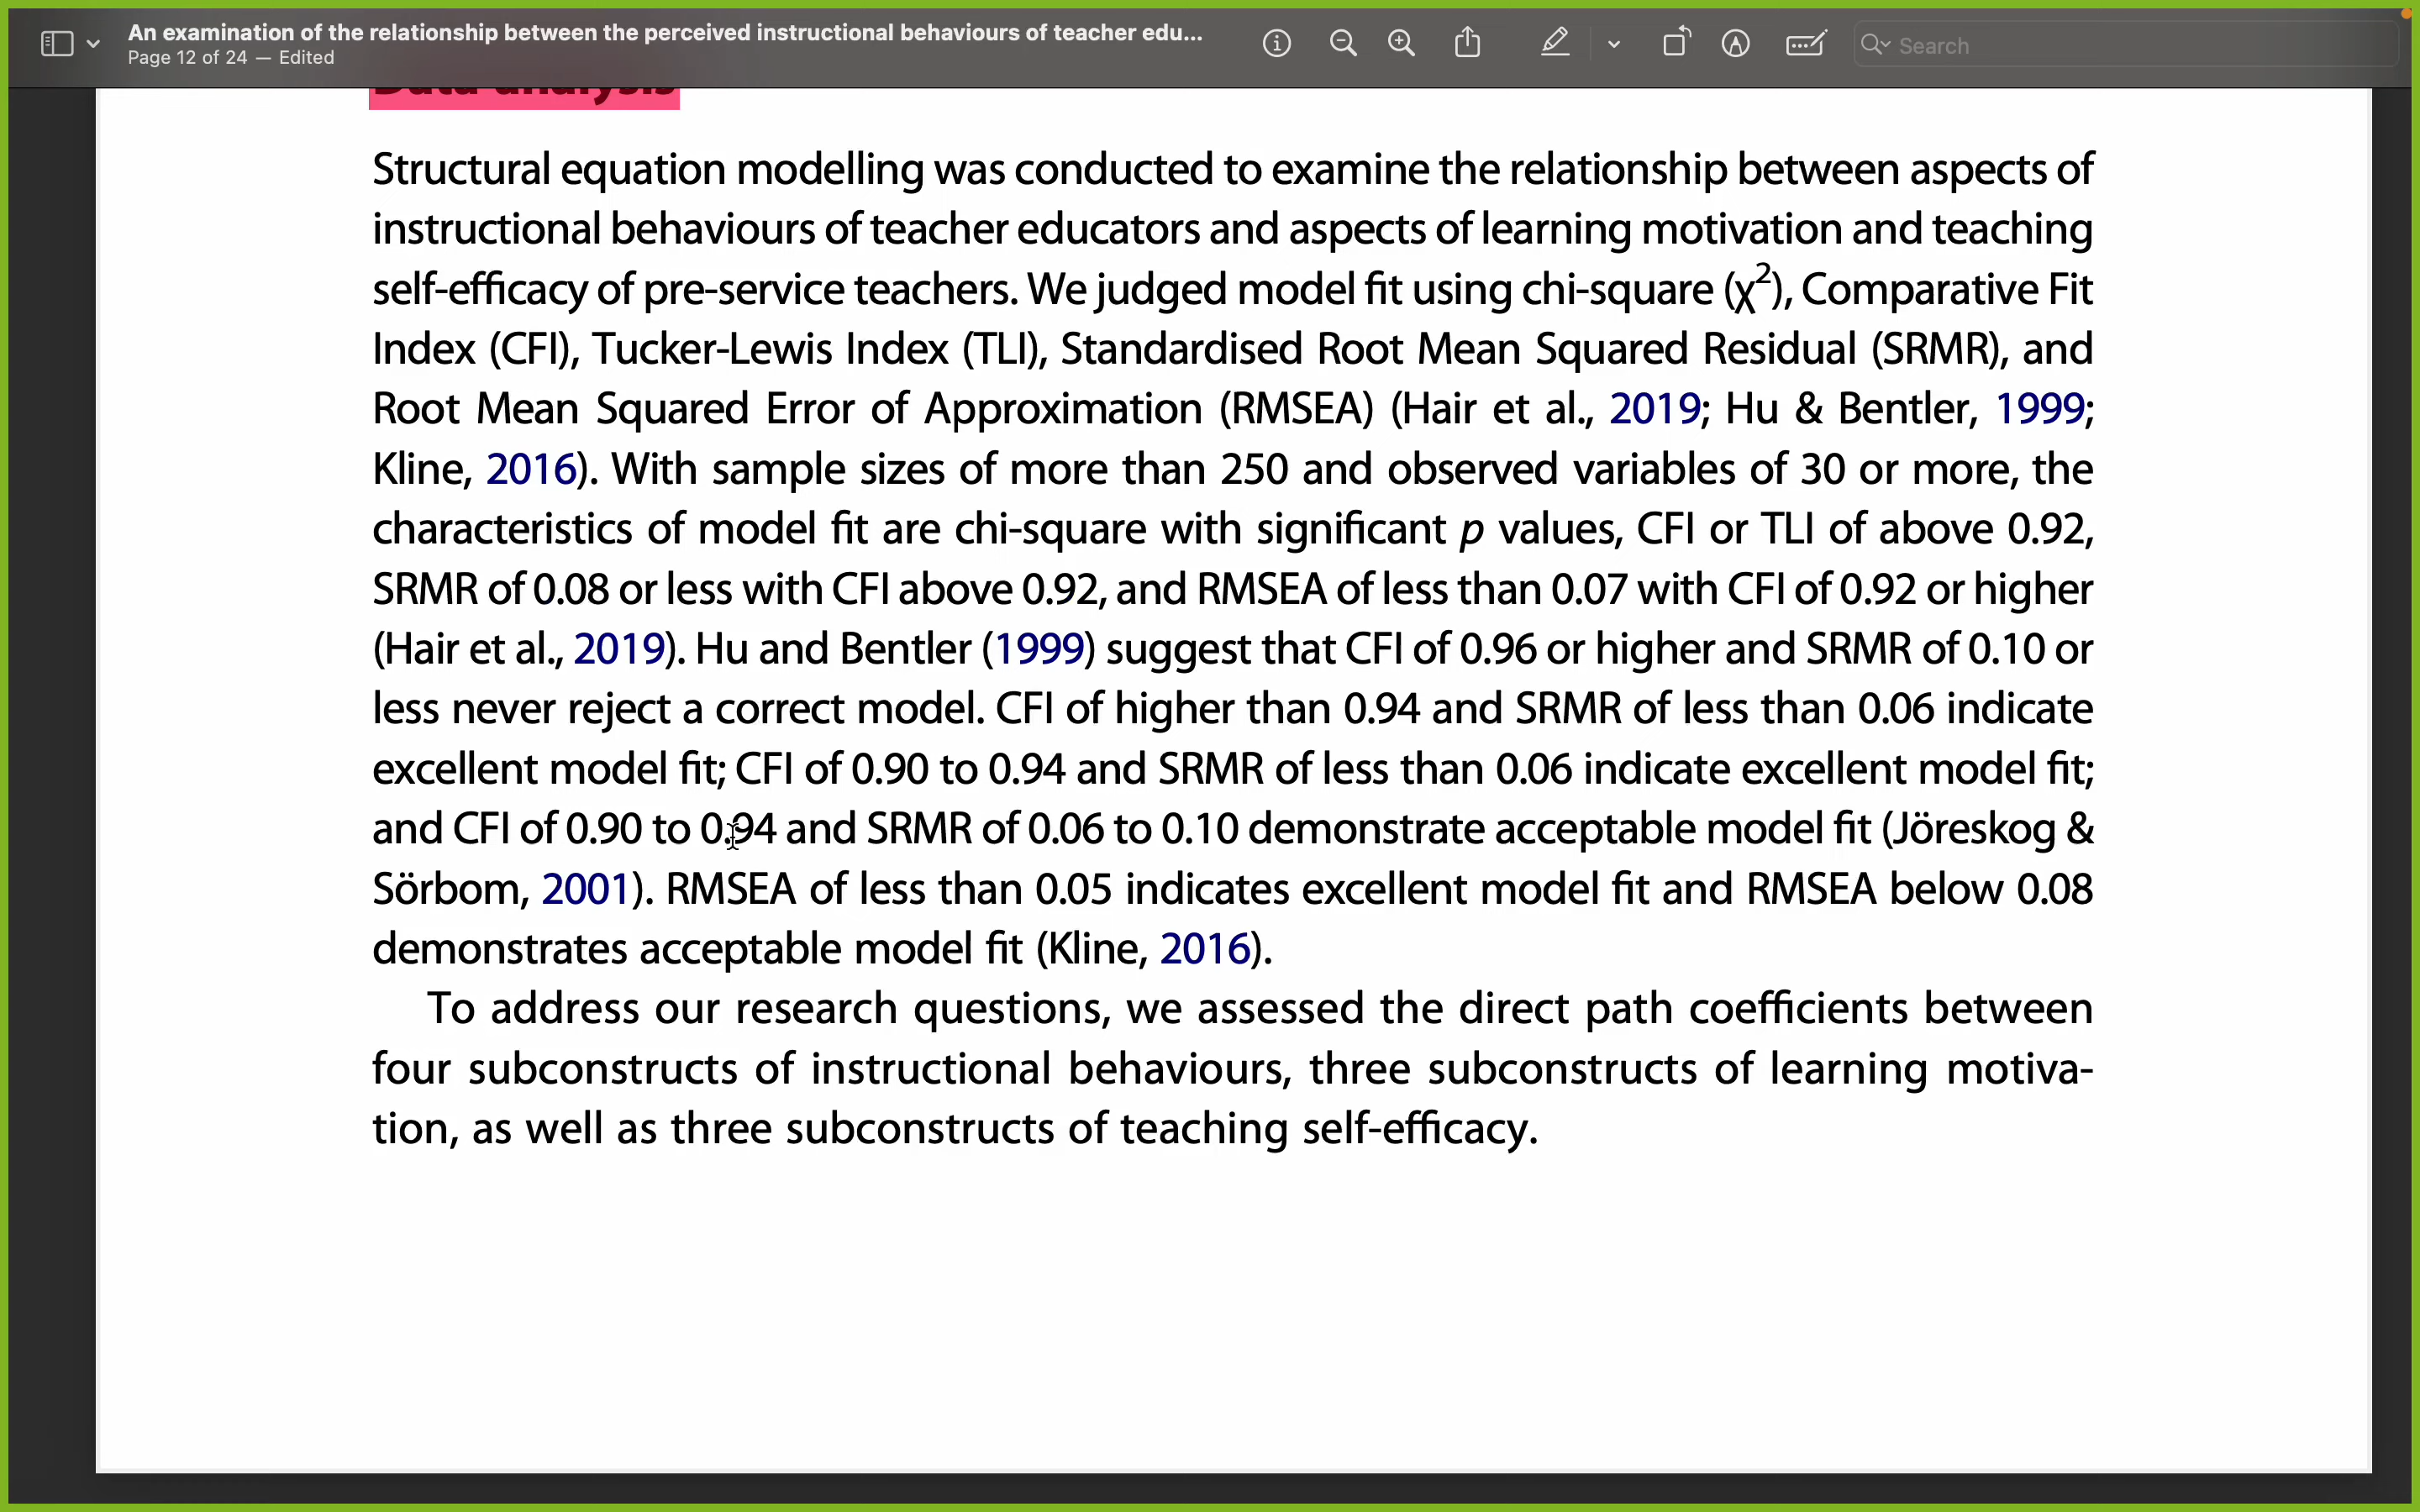 An examination of the relationship between the perceived instructional behaviours of teacher edu...
Page 12 of 24 — Edited
Search
Data analysis
Structural equation modelling was conducted to examine the relationship between aspects of
instructional behaviours of teacher educators and aspects of learning motivation and teaching
self-efficacy of pre-service teachers. We judged model fit using chi-square (χ²), Comparative Fit
Index (CFI), Tucker-Lewis Index (TLI), Standardised Root Mean Squared Residual (SRMR), and
Root Mean Squared Error of Approximation (RMSEA) (Hair et al., 2019; Hu & Bentler, 1999;
Kline, 2016). With sample sizes of more than 250 and observed variables of 30 or more, the
characteristics of model fit are chi-square with significant p values, CFI or TLI of above 0.92,
SRMR of 0.08 or less with CFI above 0.92, and RMSEA of less than 0.07 with CFI of 0.92 or higher
(Hair et al., 2019). Hu and Bentler (1999) suggest that CFI of 0.96 or higher and SRMR of 0.10 or
less never reject a correct model. CFI of higher than 0.94 and SRMR of less than 0.06 indicate
excellent model fit; CFI of 0.90 to 0.94 and SRMR of less than 0.06 indicate excellent model fit;
and CFI of 0.90 to 0.94 and SRMR of 0.06 to 0.10 demonstrate acceptable model fit (Jöreskog &
Sörbom, 2001). RMSEA of less than 0.05 indicates excellent model fit and RMSEA below 0.08
demonstrates acceptable model fit (Kline, 2016).
To address our research questions, we assessed the direct path coefficients between
four subconstructs of instructional behaviours, three subconstructs of learning motiva-
tion, as well as three subconstructs of teaching self-efficacy.